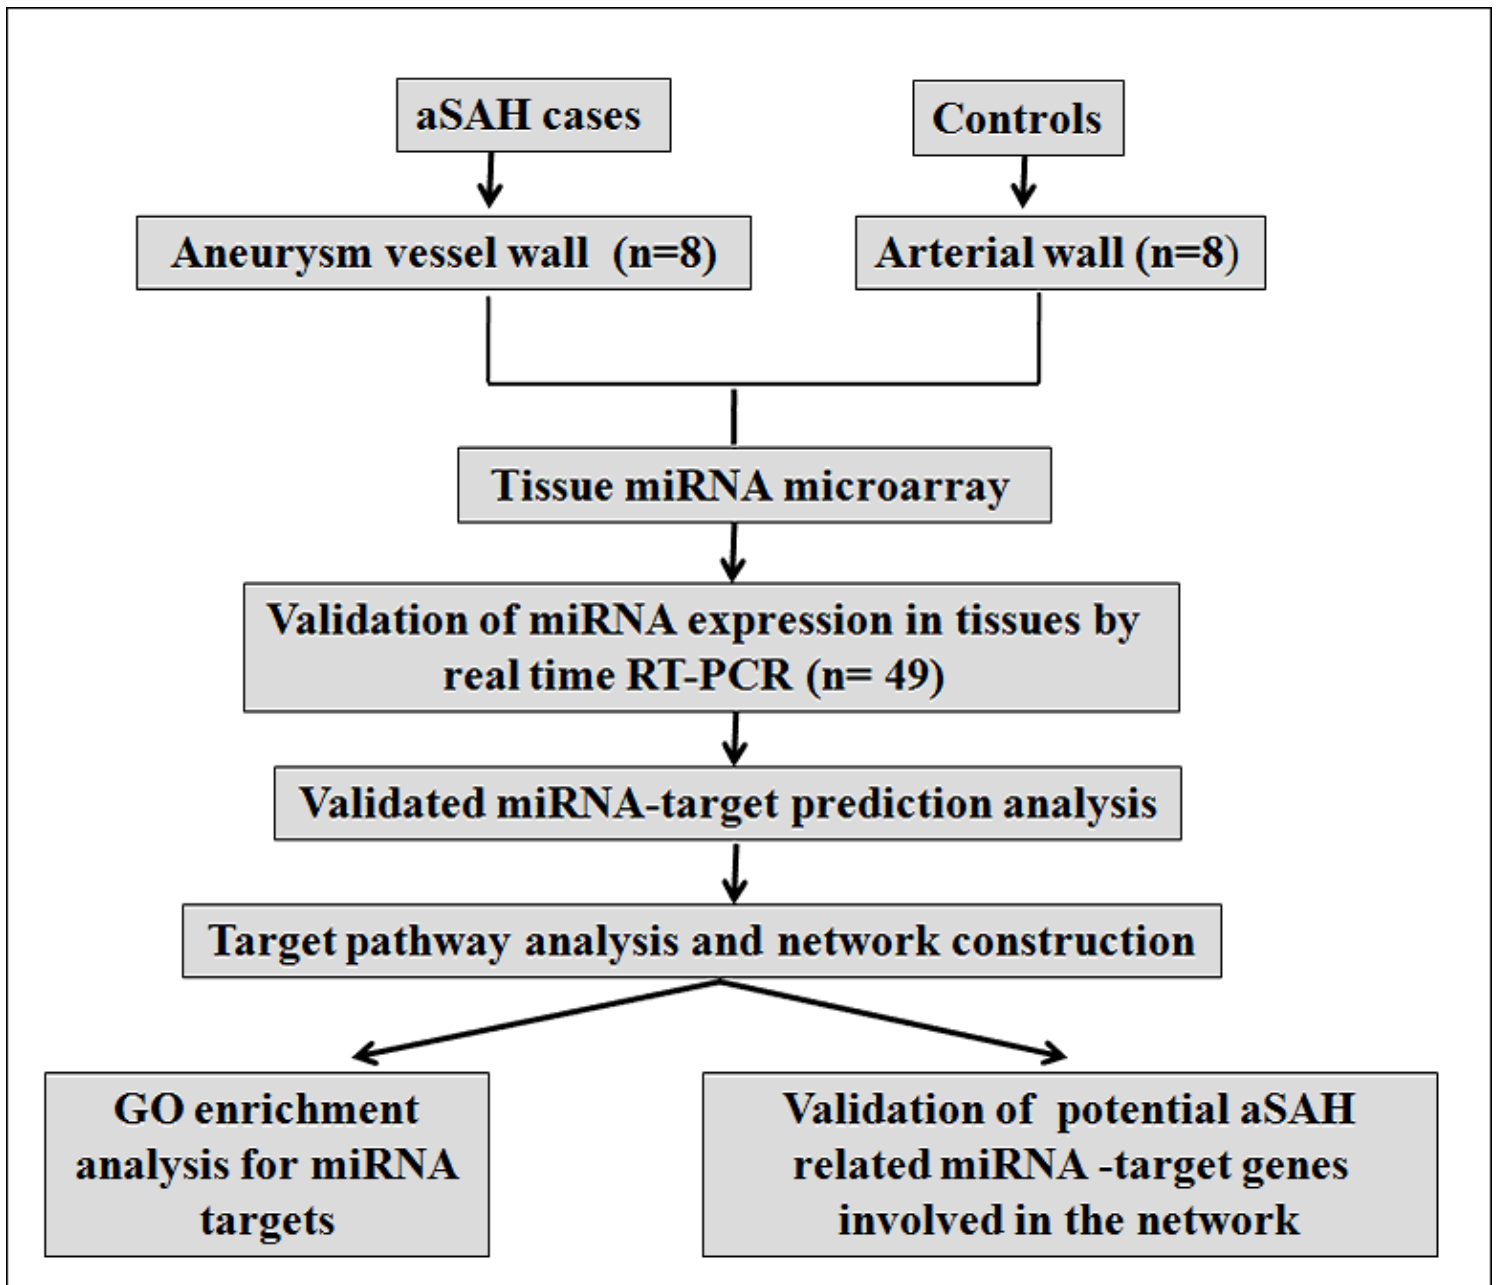 aSAH cases
Controls
Aneurysm vessel wall (n=8)
Arterial wall (n=8)
Tissue miRNA microarray
Validation of miRNA expression in tissues by
real time RT-PCR (n= 49)
Validated miRNA-target prediction analysis
Target pathway analysis and network construction
GO enrichment
analysis for miRNA
targets
Validation of potential aSAH
related miRNA -target genes
involved in the network